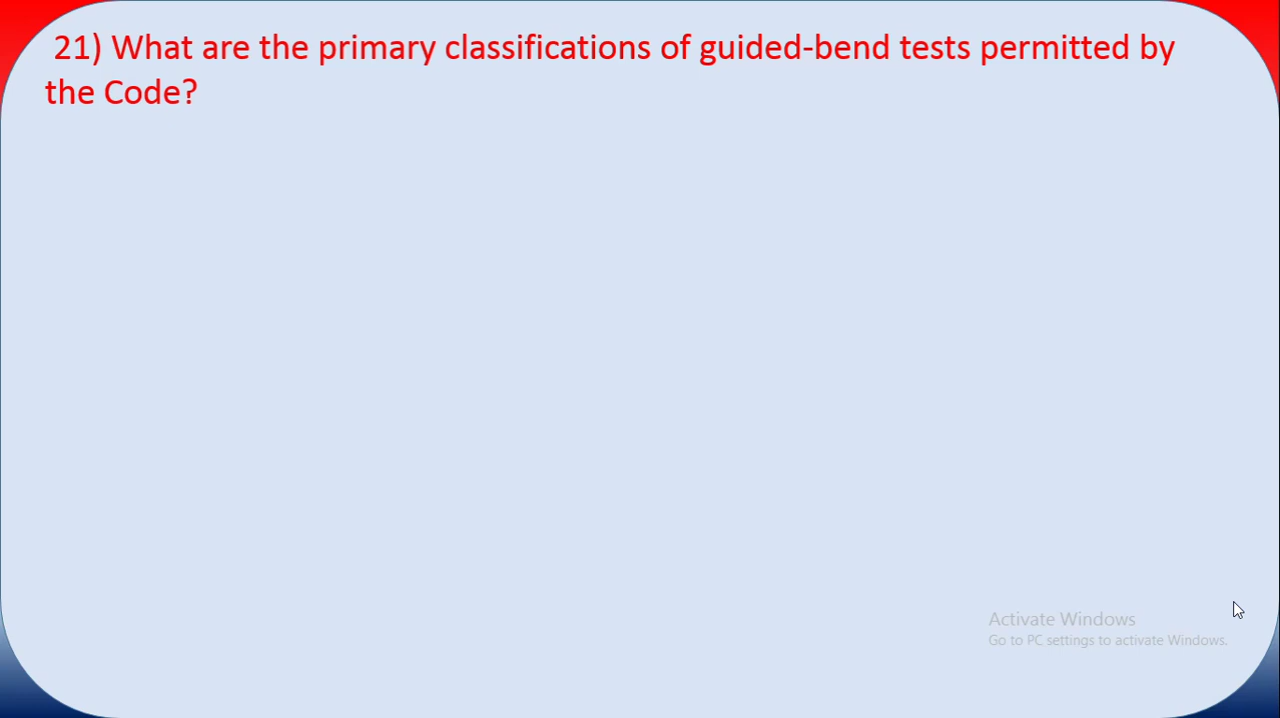 21) What are the primary classifications of guided-bend tests permitted by
the Code?
Activate Windows
Go to PC settings to activate Windows.